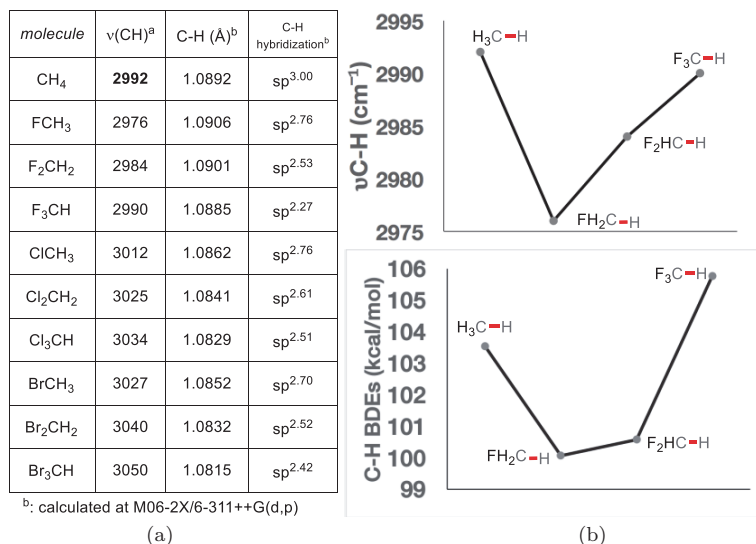 molecule ν(CH)ᵃ C-H (Å)ᵇ C-H hybridizationᵇ
CH₄ 2992 1.0892 sp³·⁰⁰
FCH₃ 2976 1.0906 sp²·⁷⁶
F₂CH₂ 2984 1.0901 sp²·⁵³
F₃CH 2990 1.0885 sp²·²⁷
ClCH₃ 3012 1.0862 sp²·⁷⁶
Cl₂CH₂ 3025 1.0841 sp²·⁶¹
Cl₃CH 3034 1.0829 sp²·⁵¹
BrCH₃ 3027 1.0852 sp²·⁷⁰
Br₂CH₂ 3040 1.0832 sp²·⁵²
Br₃CH 3050 1.0815 sp²·⁴²
ᵇ: calculated at M06-2X/6-311++G(d,p)
(a)
υC-H (cm⁻¹)
2995
2990
2985
2980
2975
H₃C-H
F₃C-H
F₂HC-H
FH₂C-H
C-H BDEs (kcal/mol)
106
105
104
103
102
101
100
99
F₃C-H
H₃C-H
FH₂C-H
F₂HC-H
(b)